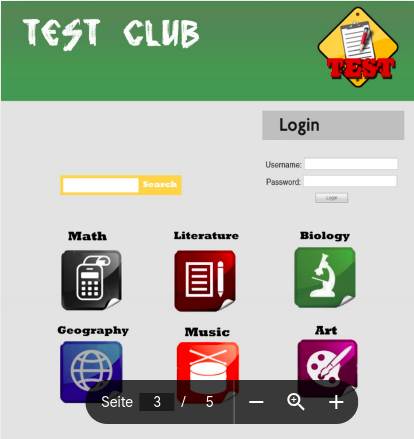 TEST CLUB
TEST
Login
Username:
Password:
Login
Search
Math
Literature
Biology
Geography
Music
Art
Seite 3 / 5